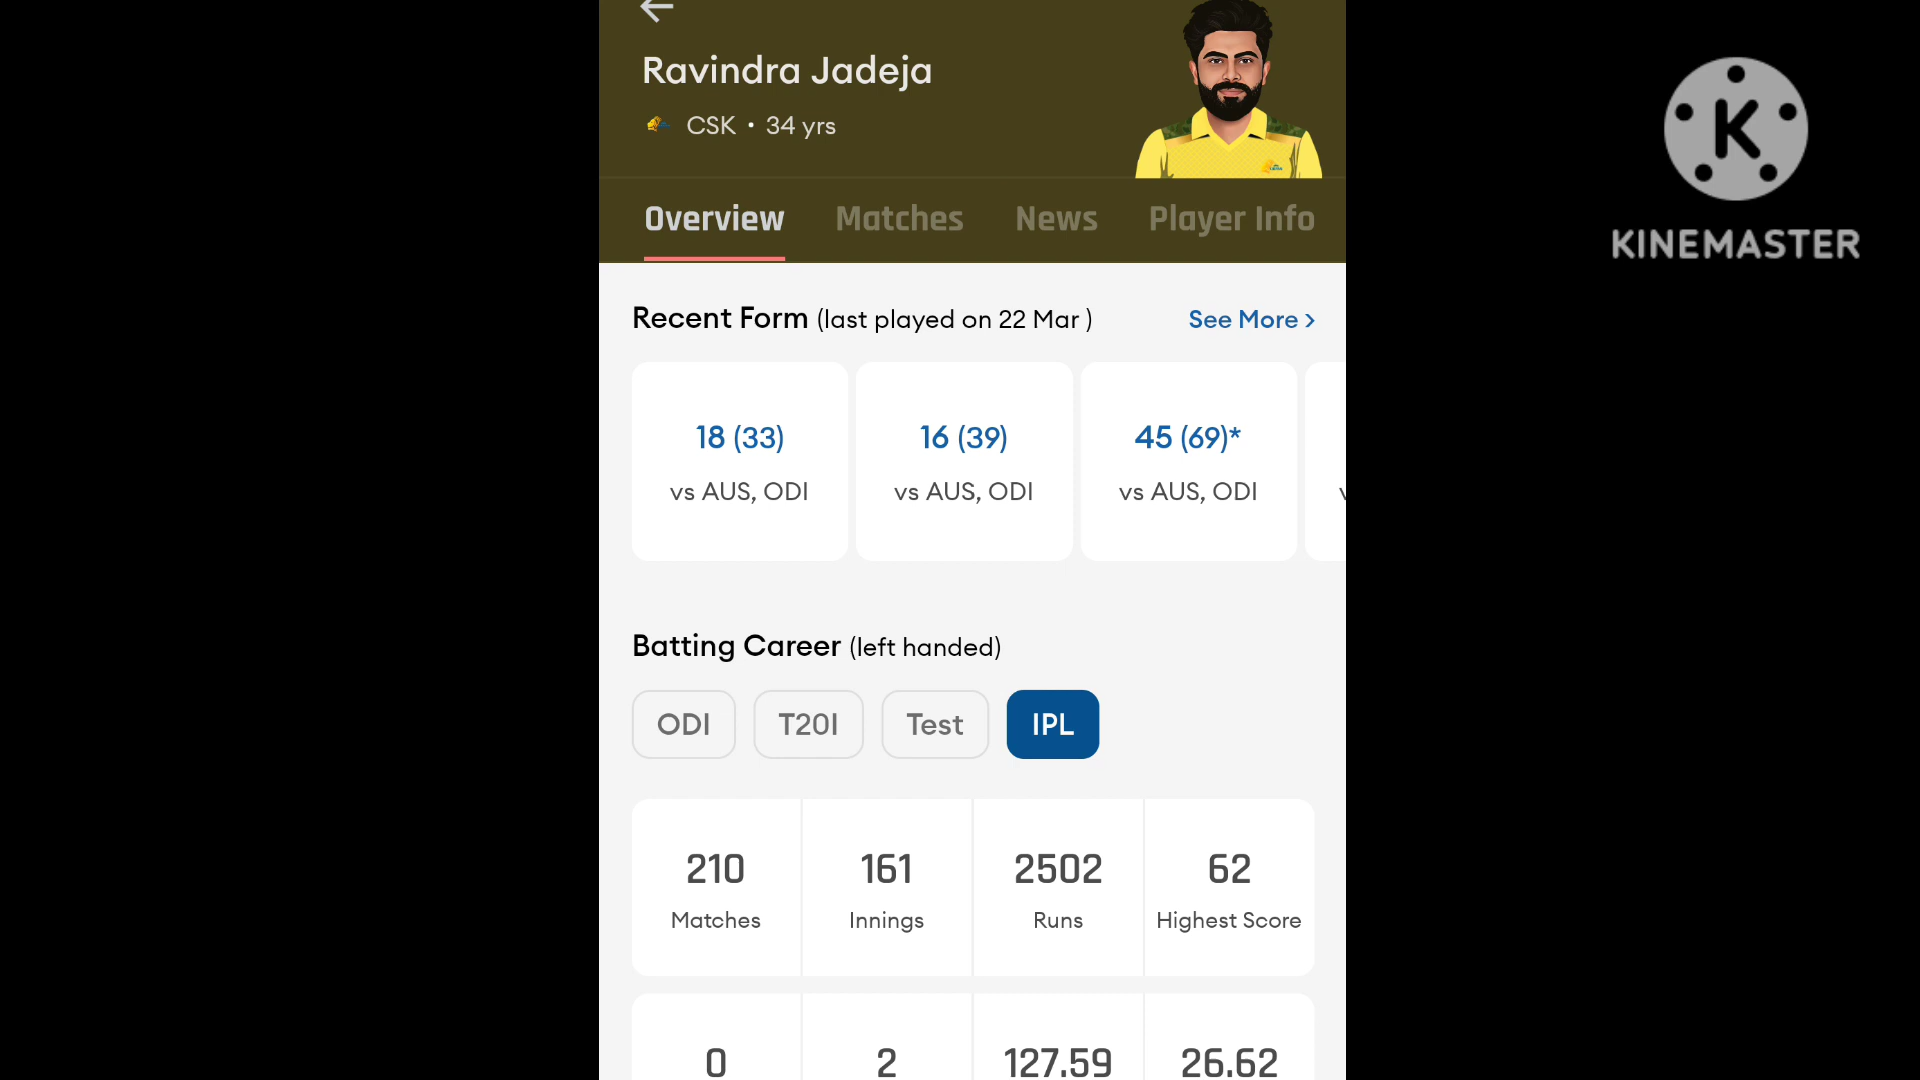 Ravindra Jadeja
CSK • 34 yrs
Overview Matches News Player Info
Recent Form (last played on 22 Mar ) See More >
18 (33) 16 (39) 45 (69)*
vs AUS, ODI vs AUS, ODI vs AUS, ODI
Batting Career (left handed)
ODI T20I Test IPL
210 161 2502 62
Matches Innings Runs Highest Score
0 2 127.59 26.62
K
KINEMASTER